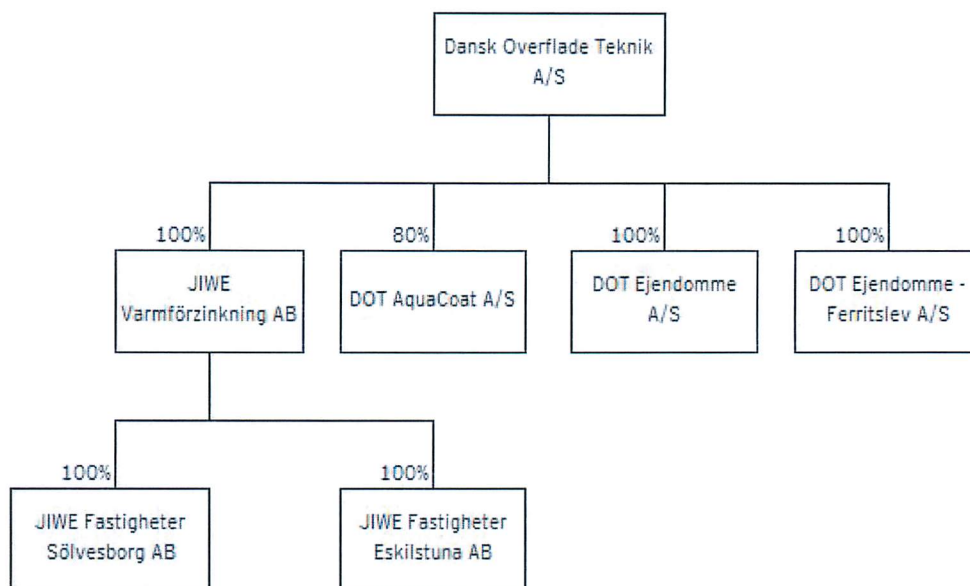 Dansk Overflade Teknik
A/S
100%
80%
100%
100%
JIWE
Varmförzinkning AB
DOT AquaCoat A/S
DOT Ejendomme
A/S
DOT Ejendomme -
Ferritslev A/S
100%
100%
JIWE Fastigheter
Sölvesborg AB
JIWE Fastigheter
Eskilstuna AB